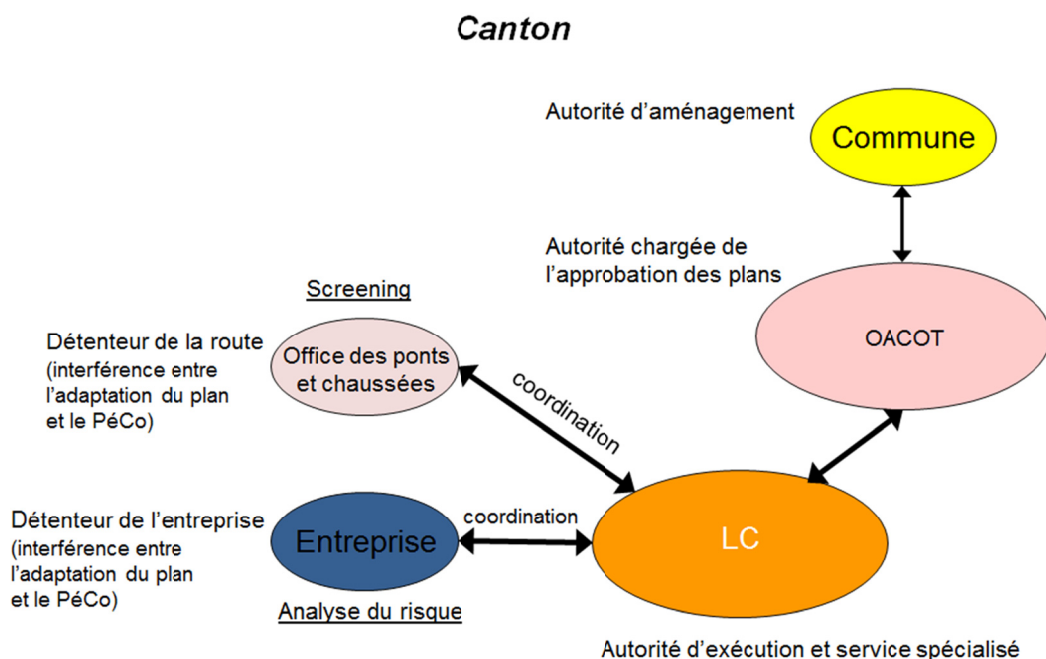 Canton
Autorité d'aménagement
Commune
Autorité chargée de
l'approbation des plans
OACOT
Screening
Détenteur de la route
(interférence entre
l'adaptation du plan
et le PéCo)
Office des ponts
et chaussées
coordination
Détenteur de l'entreprise
(interférence entre
l'adaptation du plan
et le PéCo)
Entreprise
coordination
LC
Analyse du risque
Autorité d'exécution et service spécialisé